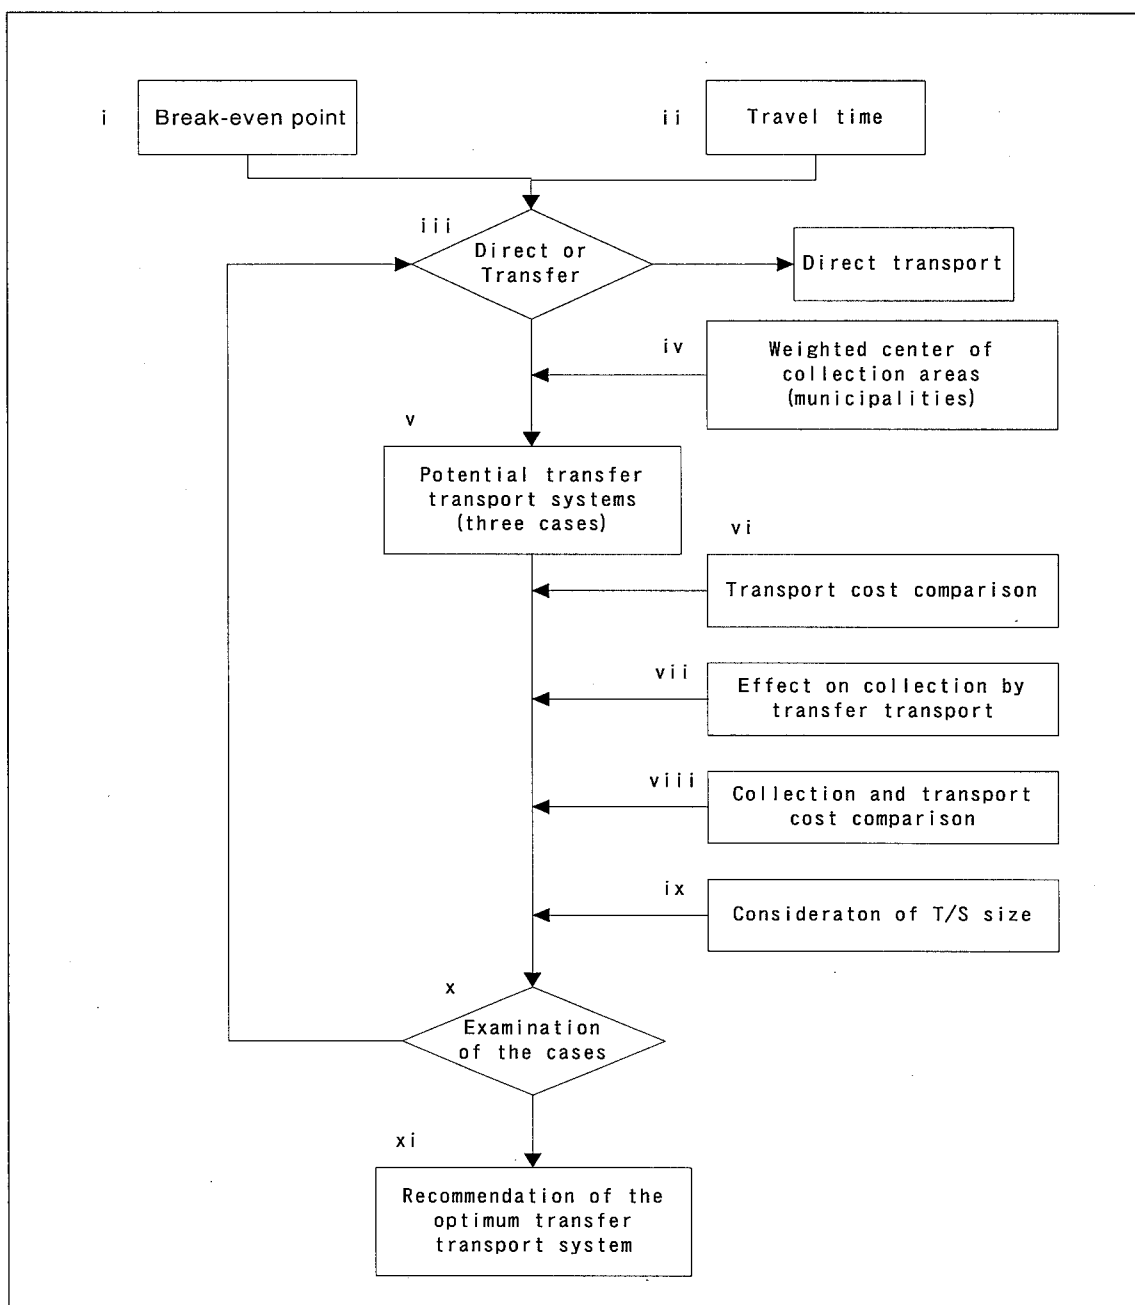 i
Break-even point
ii
Travel time
iii
Direct or
Transfer
Direct transport
iv
Weighted center of
collection areas
(municipalities)
v
Potential transfer
transport systems
(three cases)
vi
Transport cost comparison
vii
Effect on collection by
transfer transport
viii
Collection and transport
cost comparison
ix
Consideraton of T/S size
x
Examination
of the cases
xi
Recommendation of the
optimum transfer
transport system